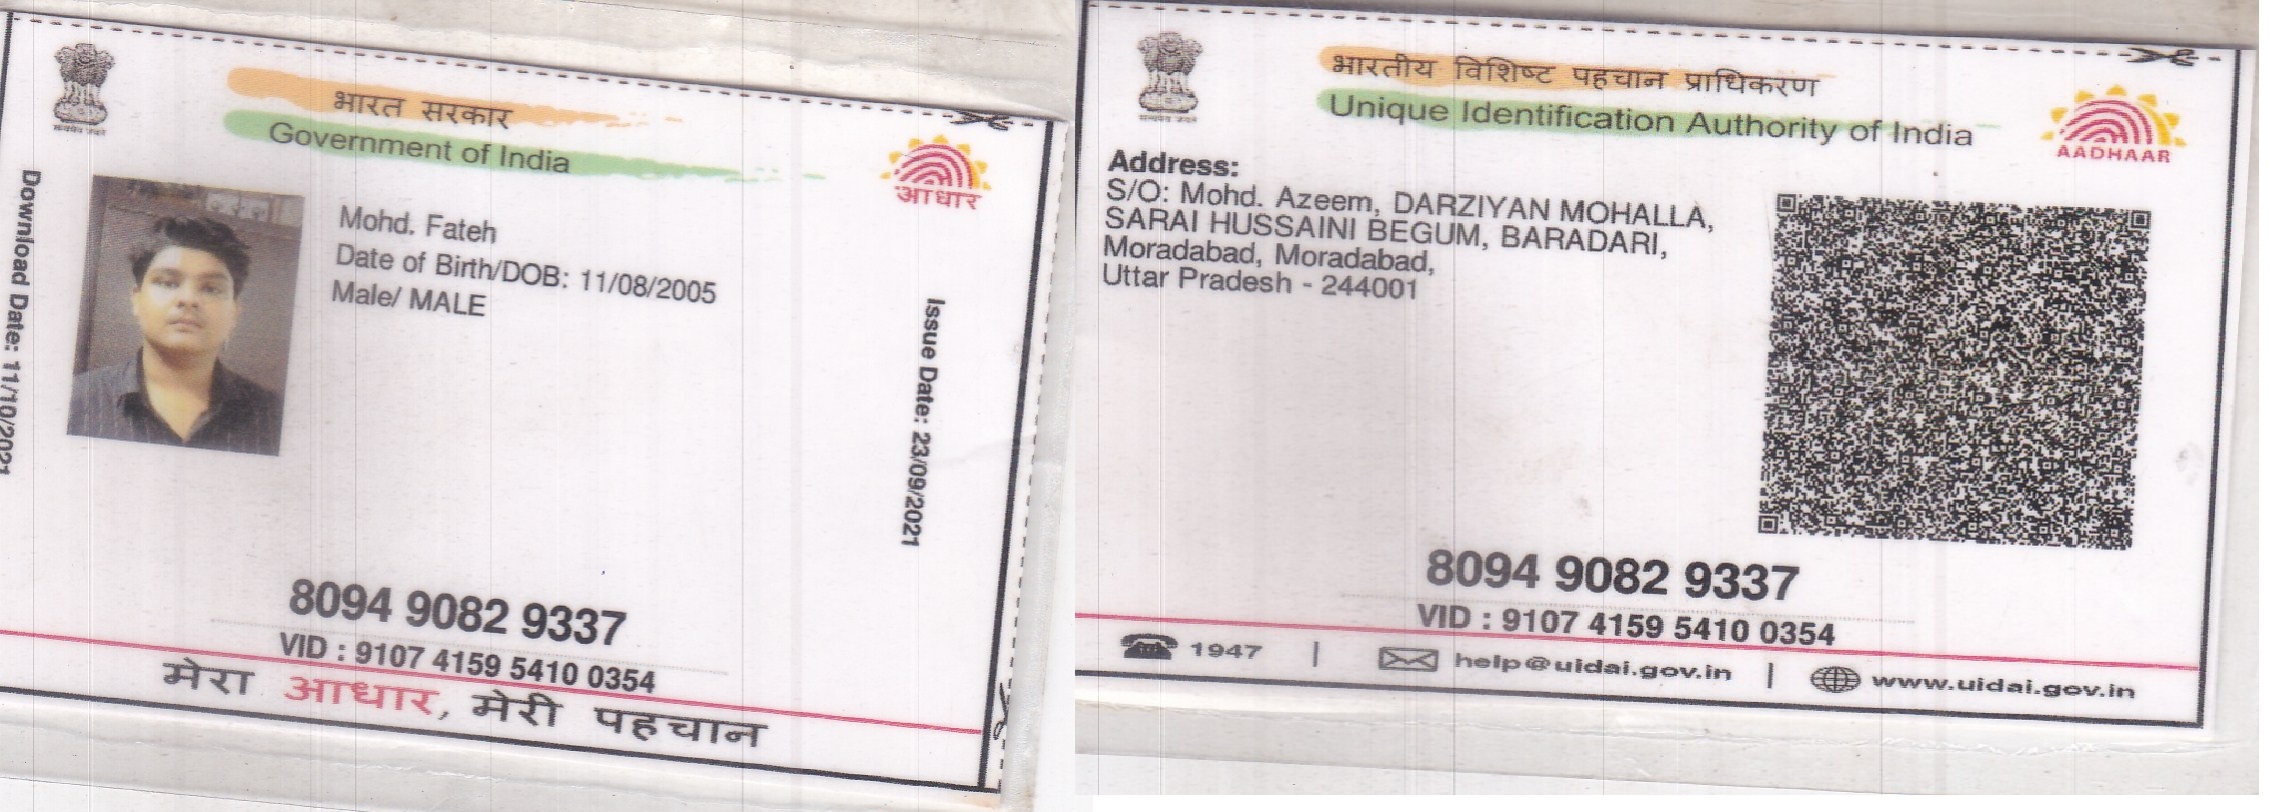 भारत सरकार
Government of India
आधार
Download Date: 11/10/2021
Mohd. Fateh
Date of Birth/DOB: 11/08/2005
Male/ MALE
Issue Date: 23/09/2021
8094 9082 9337
VID : 9107 4159 5410 0354
मेरा आधार, मेरी पहचान
भारतीय विशिष्ट पहचान प्राधिकरण
Unique Identification Authority of India
AADHAAR
Address:
S/O: Mohd. Azeem, DARZIYAN MOHALLA,
SARAI HUSSAINI BEGUM, BARADARI,
Moradabad, Moradabad,
Uttar Pradesh - 244001
8094 9082 9337
VID : 9107 4159 5410 0354
1947 | help@uidai.gov.in | www.uidai.gov.in